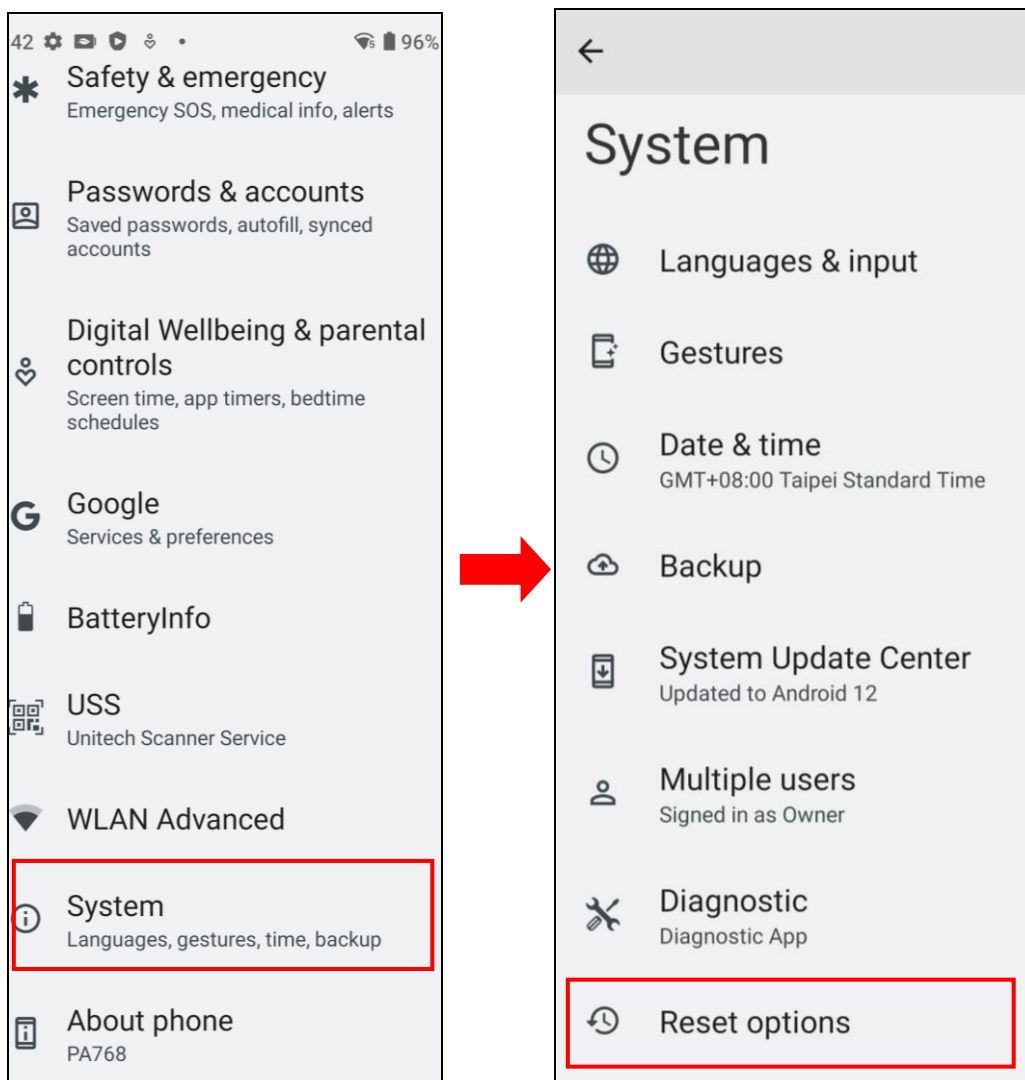 42 96%
Safety & emergency
Emergency SOS, medical info, alerts
Passwords & accounts
Saved passwords, autofill, synced
accounts
Digital Wellbeing & parental
controls
Screen time, app timers, bedtime
schedules
Google
Services & preferences
BatteryInfo
USS
Unitech Scanner Service
WLAN Advanced
System
Languages, gestures, time, backup
About phone
PA768
System
Languages & input
Gestures
Date & time
GMT+08:00 Taipei Standard Time
Backup
System Update Center
Updated to Android 12
Multiple users
Signed in as Owner
Diagnostic
Diagnostic App
Reset options